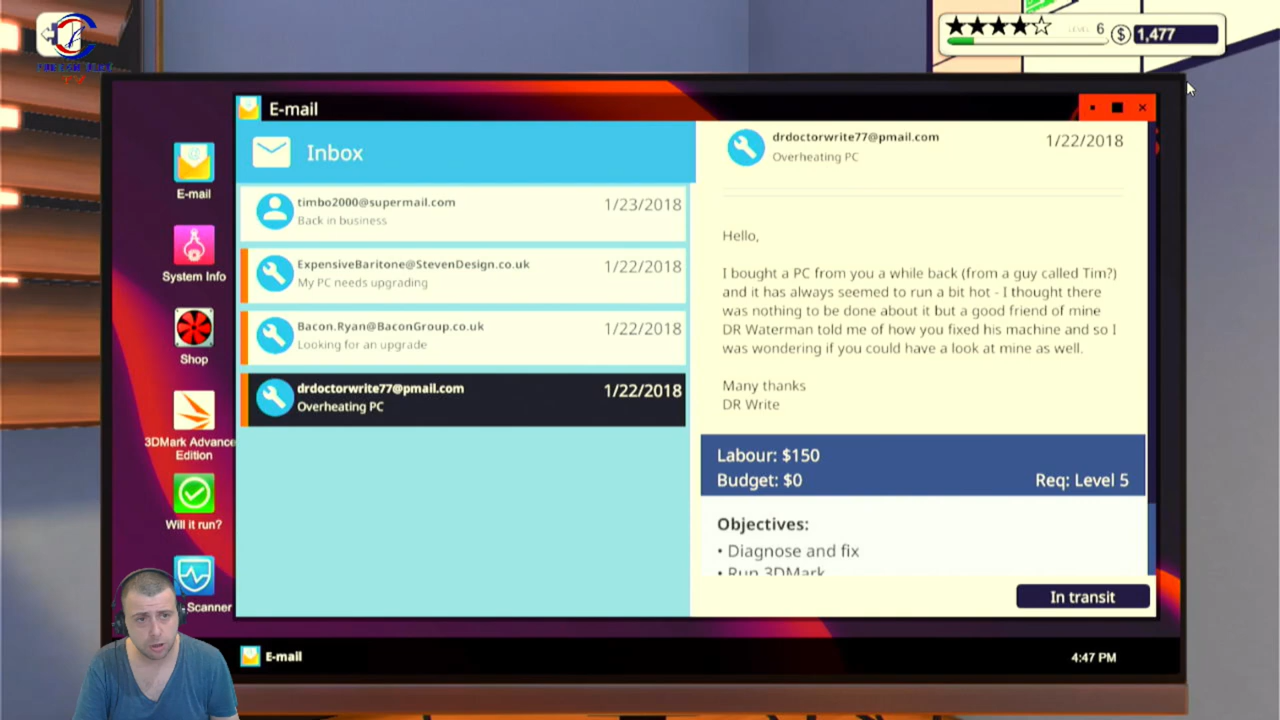 LEVEL 6 $ 1,477
E-mail
Inbox
timbo2000@supermail.com 1/23/2018
Back in business
ExpensiveBaritone@StevenDesign.co.uk 1/22/2018
My PC needs upgrading
Bacon.Ryan@BaconGroup.co.uk 1/22/2018
Looking for an upgrade
drdoctorwrite77@pmail.com 1/22/2018
Overheating PC
E-mail
System Info
Shop
3DMark Advance
Edition
Will it run?
Scanner
drdoctorwrite77@pmail.com 1/22/2018
Overheating PC
Hello,
I bought a PC from you a while back (from a guy called Tim?)
and it has always seemed to run a bit hot - I thought there
was nothing to be done about it but a good friend of mine
DR Waterman told me of how you fixed his machine and so I
was wondering if you could have a look at mine as well.
Many thanks
DR Write
Labour: $150
Budget: $0 Req: Level 5
Objectives:
• Diagnose and fix
• Run 3DMark
In transit
E-mail 4:47 PM